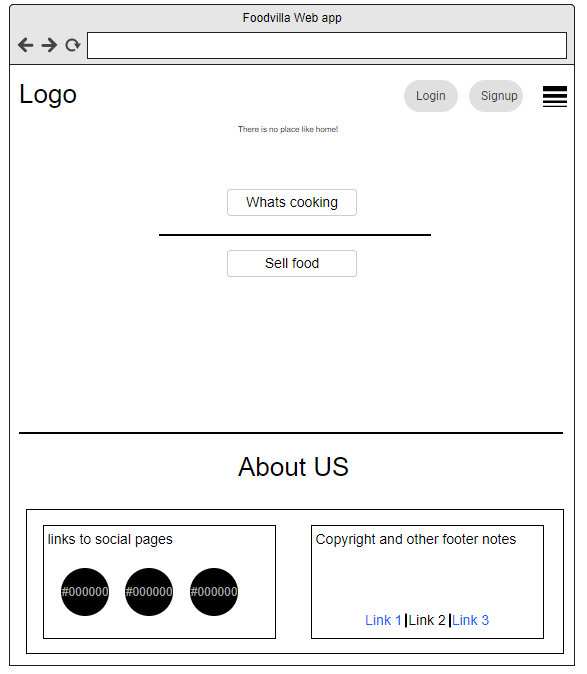 Foodvilla Web app
Logo
Login
Signup
There is no place like home!
Whats cooking
Sell food
About US
links to social pages
#000000 #000000 #000000
Copyright and other footer notes
Link 1 Link 2 Link 3